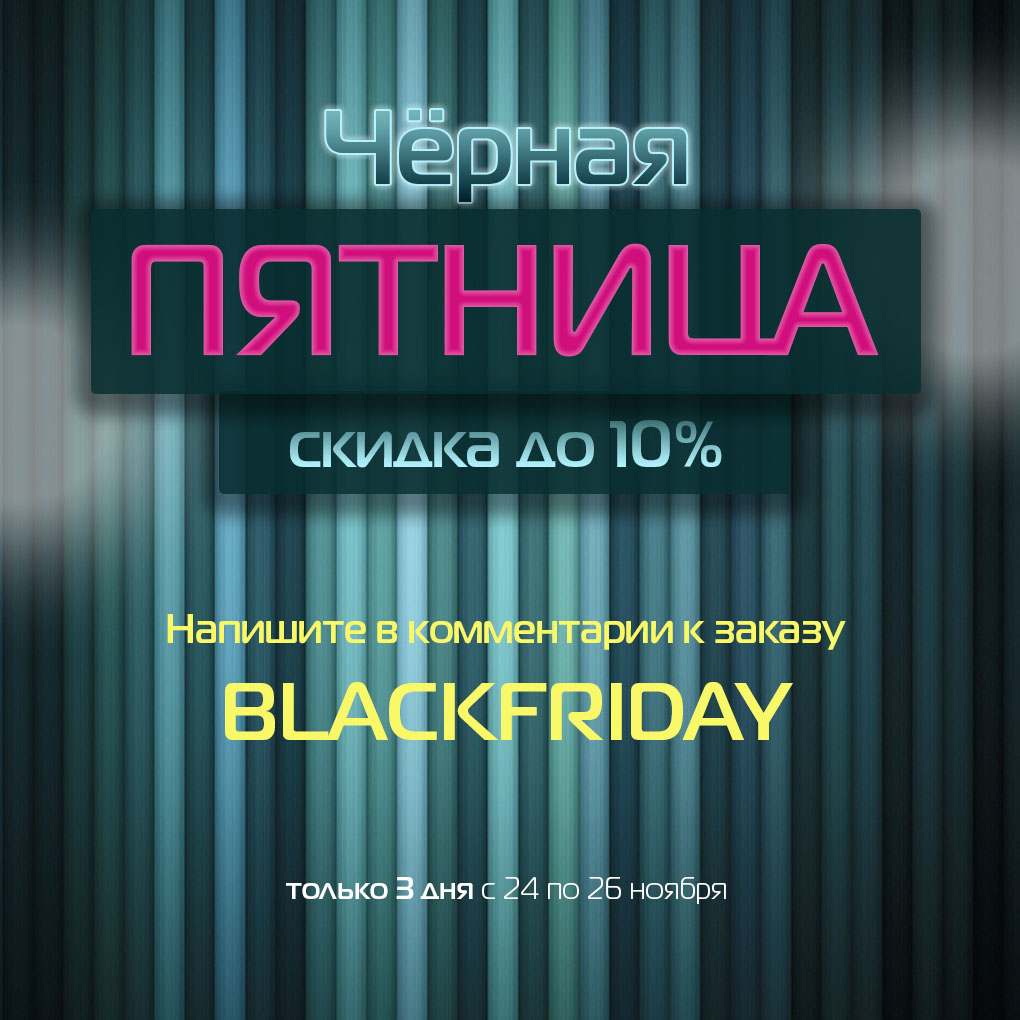 Чёрная
ПЯТНИЦА
скидка до 10%
Напишите в комментарии к заказу
BLACKFRIDAY
только 3 дня с 24 по 26 ноября